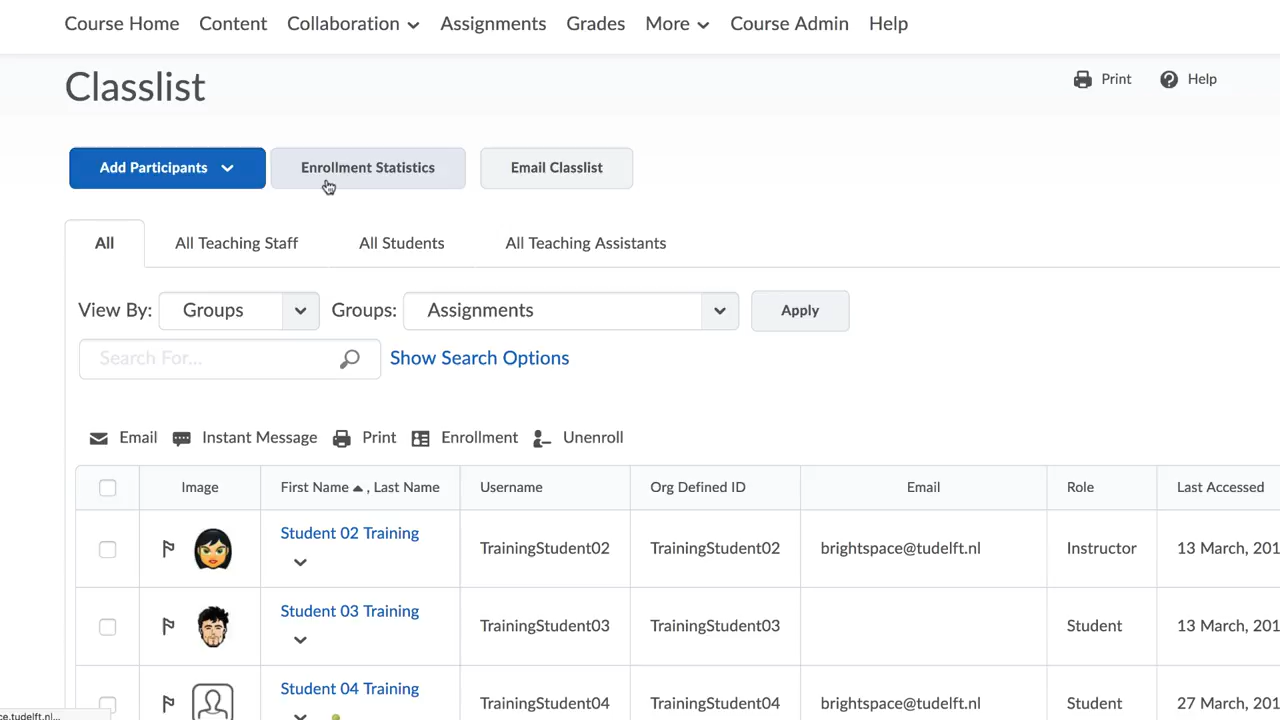 Course Home Content Collaboration Assignments Grades More Course Admin Help
Classlist
Print Help
Add Participants Enrollment Statistics Email Classlist
All All Teaching Staff All Students All Teaching Assistants
View By: Groups Groups: Assignments Apply
Search For... Show Search Options
Email Instant Message Print Enrollment Unenroll
Image First Name , Last Name Username Org Defined ID Email Role Last Accessed
Student 02 Training TrainingStudent02 TrainingStudent02 brightspace@tudelft.nl Instructor 13 March, 201
Student 03 Training TrainingStudent03 TrainingStudent03 Student 13 March, 201
Student 04 Training TrainingStudent04 TrainingStudent04 brightspace@tudelft.nl Student 27 March, 201
ce.tudelft.nl...